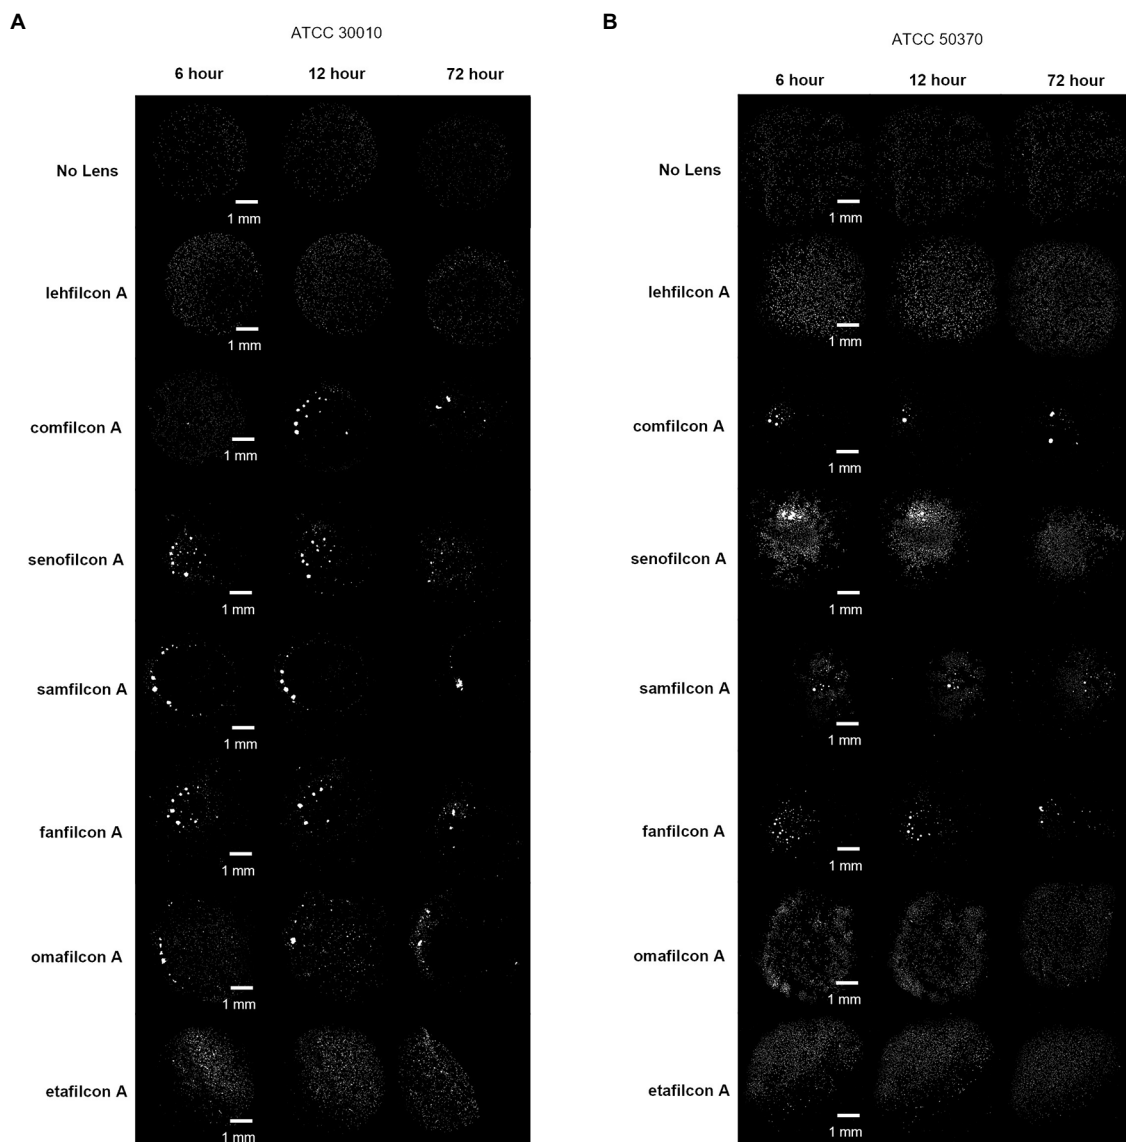 A
ATCC 30010
6 hour 12 hour 72 hour
No Lens
1 mm
lehfilcon A
1 mm
comfilcon A
1 mm
senofilcon A
1 mm
samfilcon A
1 mm
fanfilcon A
1 mm
omafilcon A
1 mm
etafilcon A
1 mm
B
ATCC 50370
6 hour 12 hour 72 hour
No Lens
1 mm
lehfilcon A
1 mm
comfilcon A
1 mm
senofilcon A
1 mm
samfilcon A
1 mm
fanfilcon A
1 mm
omafilcon A
1 mm
etafilcon A
1 mm